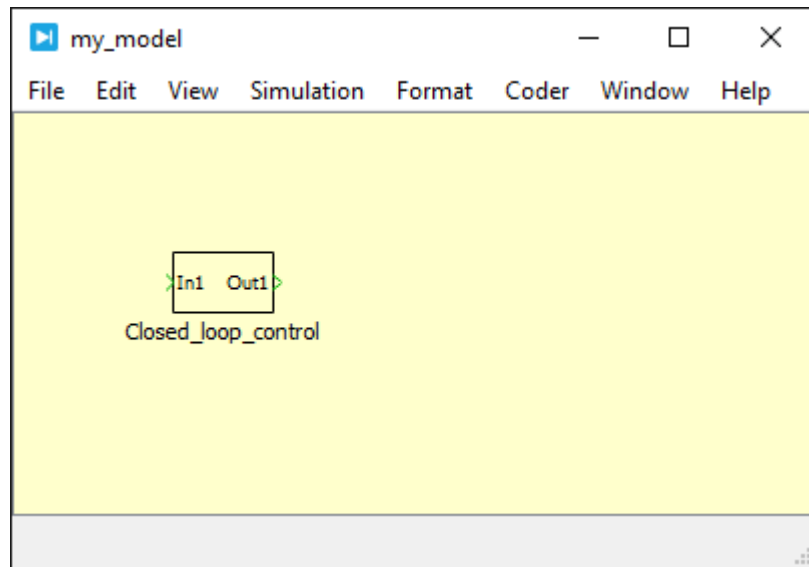 my_model
File Edit View Simulation Format Coder Window Help
In1 Out1
Closed_loop_control